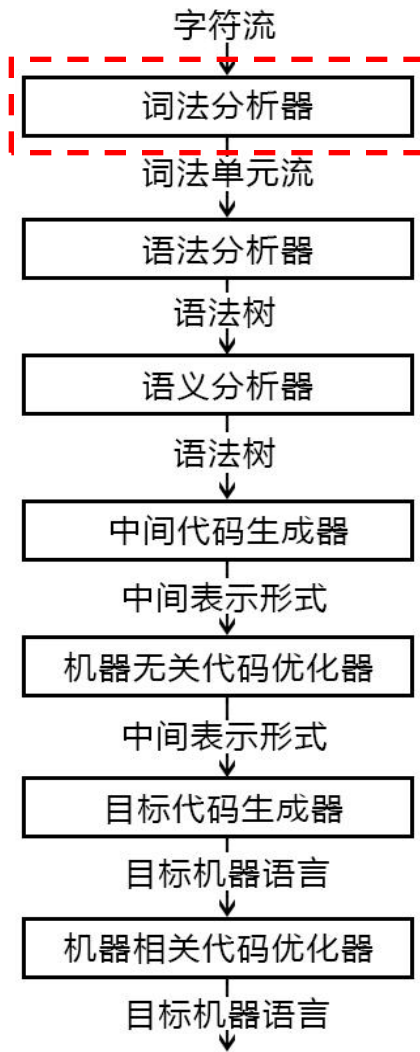 字符流
词法分析器
词法单元流
语法分析器
语法树
语义分析器
语法树
中间代码生成器
中间表示形式
机器无关代码优化器
中间表示形式
目标代码生成器
目标机器语言
机器相关代码优化器
目标机器语言